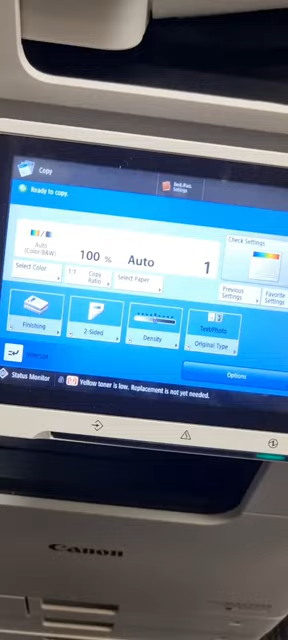 Copy
Ready to copy.
Check Settings
Auto
(Color/B&W)
100 %
Auto
1
Select Color
1:1
Copy
Ratio
Select Paper
Previous
Settings
Favorite
Settings
Finishing
2-Sided
Density
Text/Photo
Original Type
Options
Status Monitor
Yellow toner is low. Replacement is not yet needed.
Canon